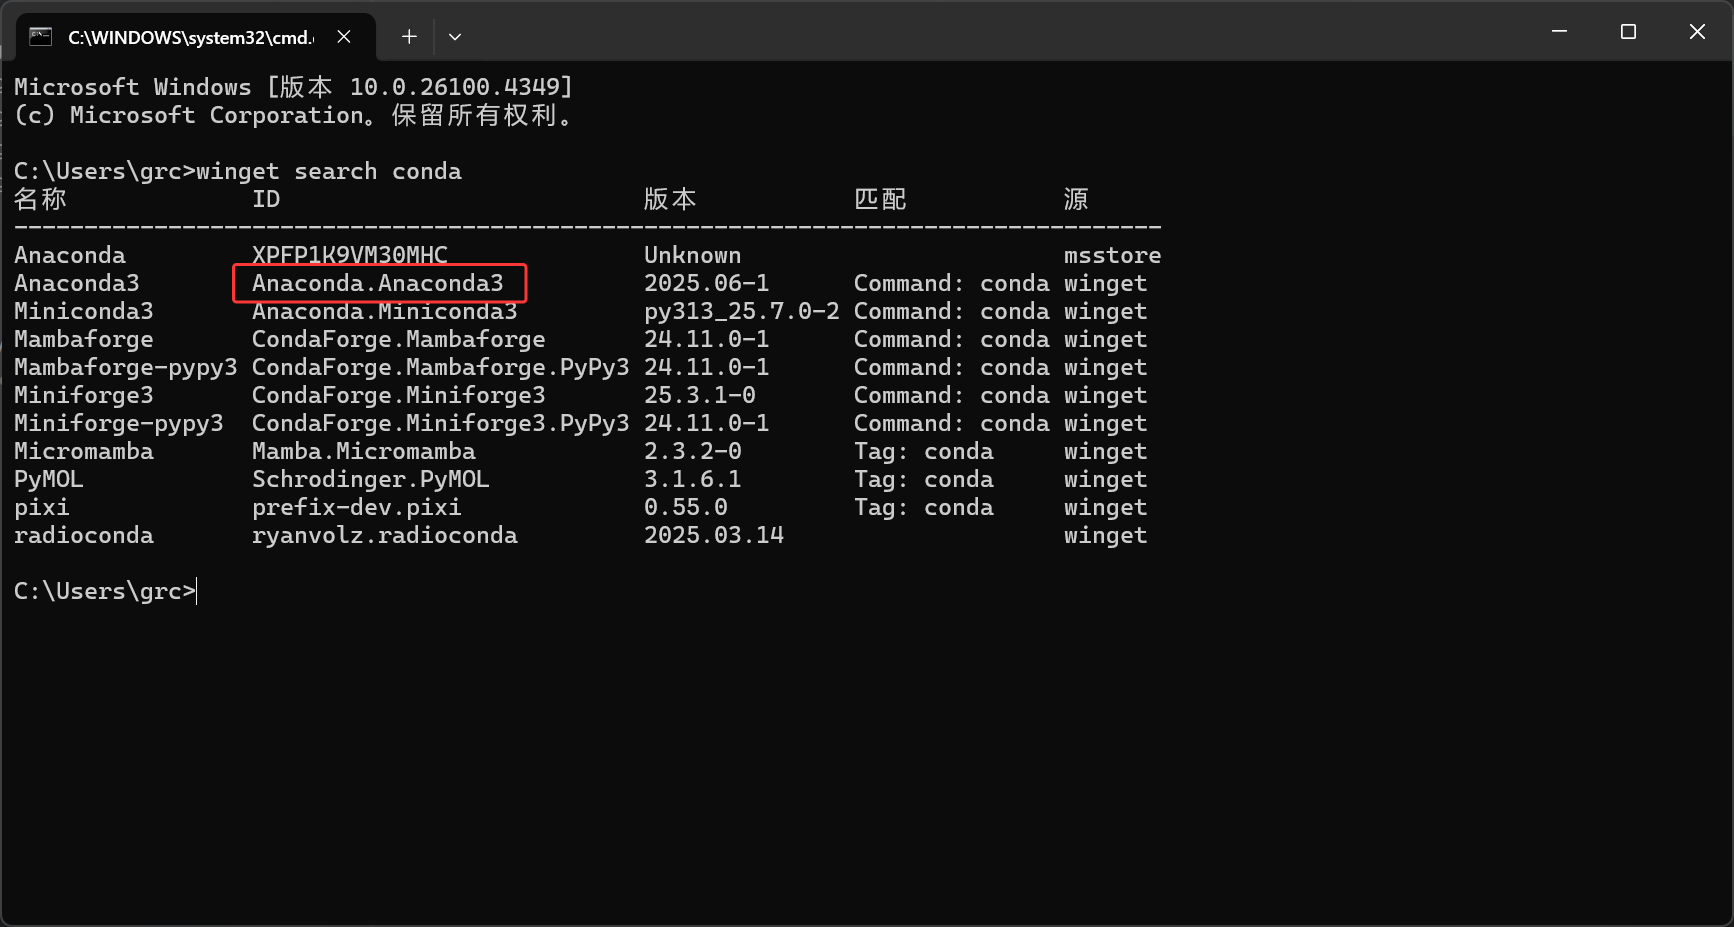 C:\WINDOWS\system32\cmd.
Microsoft Windows [版本 10.0.26100.4349]
(c) Microsoft Corporation。保留所有权利。
C:\Users\grc>winget search conda
名称 ID 版本 匹配 源
----------------------------------------------------------------------------------
Anaconda XPFP1K9VM30MHC Unknown msstore
Anaconda3 Anaconda.Anaconda3 2025.06-1 Command: conda winget
Miniconda3 Anaconda.Miniconda3 py313_25.7.0-2 Command: conda winget
Mambaforge CondaForge.Mambaforge 24.11.0-1 Command: conda winget
Mambaforge-pypy3 CondaForge.Mambaforge.PyPy3 24.11.0-1 Command: conda winget
Miniforge3 CondaForge.Miniforge3 25.3.1-0 Command: conda winget
Miniforge-pypy3 CondaForge.Miniforge3.PyPy3 24.11.0-1 Command: conda winget
Micromamba Mamba.Micromamba 2.3.2-0 Tag: conda winget
PyMOL Schrodinger.PyMOL 3.1.6.1 Tag: conda winget
pixi prefix-dev.pixi 0.55.0 Tag: conda winget
radioconda ryanvolz.radioconda 2025.03.14 winget
C:\Users\grc>